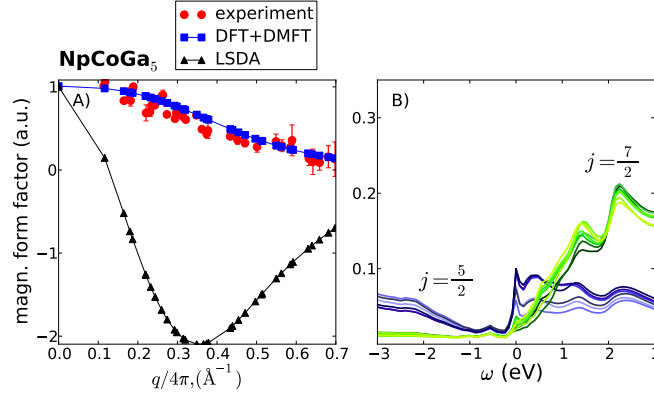 experiment
DFT+DMFT
LSDA
NpCoGa5
A)
magn. form factor (a.u.)
1
0
−1
−2
0.0 0.1 0.2 0.3 0.4 0.5 0.6 0.7
q/4π,(Å⁻¹)
B)
0.3
0.2
0.1
j=5/2
j=7/2
−3 −2 −1 0 1 2 3
ω (eV)